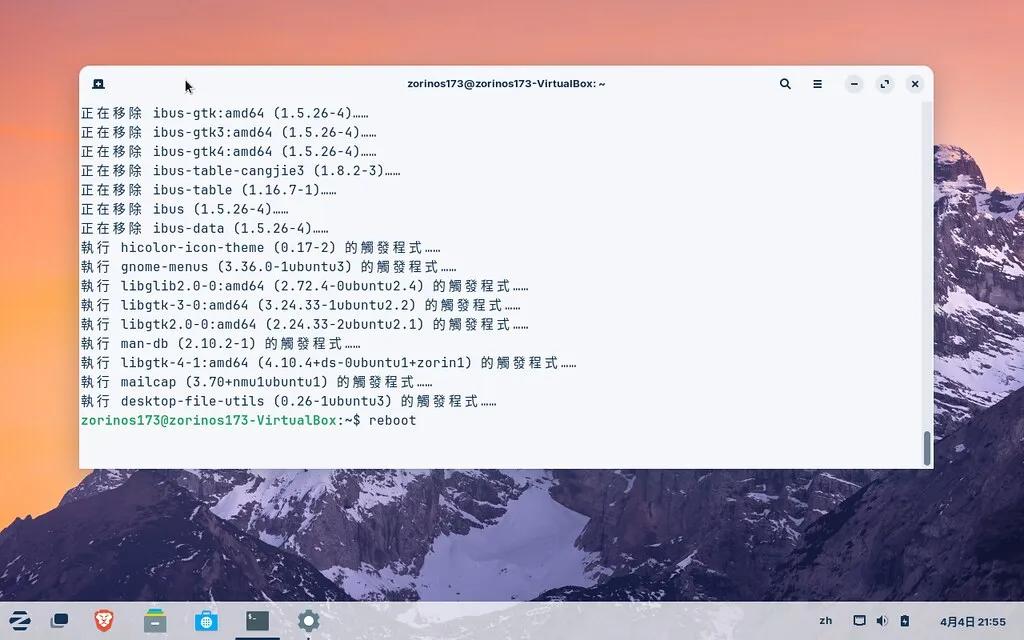 zorinos173@zorinos173-VirtualBox: ~
正在移除 ibus-gtk:amd64 (1.5.26-4)……
正在移除 ibus-gtk3:amd64 (1.5.26-4)……
正在移除 ibus-gtk4:amd64 (1.5.26-4)……
正在移除 ibus-table-cangjie3 (1.8.2-3)……
正在移除 ibus-table (1.16.7-1)……
正在移除 ibus (1.5.26-4)……
正在移除 ibus-data (1.5.26-4)……
執行 hicolor-icon-theme (0.17-2) 的觸發程式……
執行 gnome-menus (3.36.0-1ubuntu3) 的觸發程式……
執行 libglib2.0-0:amd64 (2.72.4-0ubuntu2.4) 的觸發程式……
執行 libgtk-3-0:amd64 (3.24.33-1ubuntu2.2) 的觸發程式……
執行 libgtk2.0-0:amd64 (2.24.33-2ubuntu2.1) 的觸發程式……
執行 man-db (2.10.2-1) 的觸發程式……
執行 libgtk-4-1:amd64 (4.10.4+ds-0ubuntu1+zorin1) 的觸發程式……
執行 mailcap (3.70+nmu1ubuntu1) 的觸發程式……
執行 desktop-file-utils (0.26-1ubuntu3) 的觸發程式……
zorinos173@zorinos173-VirtualBox:~$ reboot
zh 4月4日 21:55